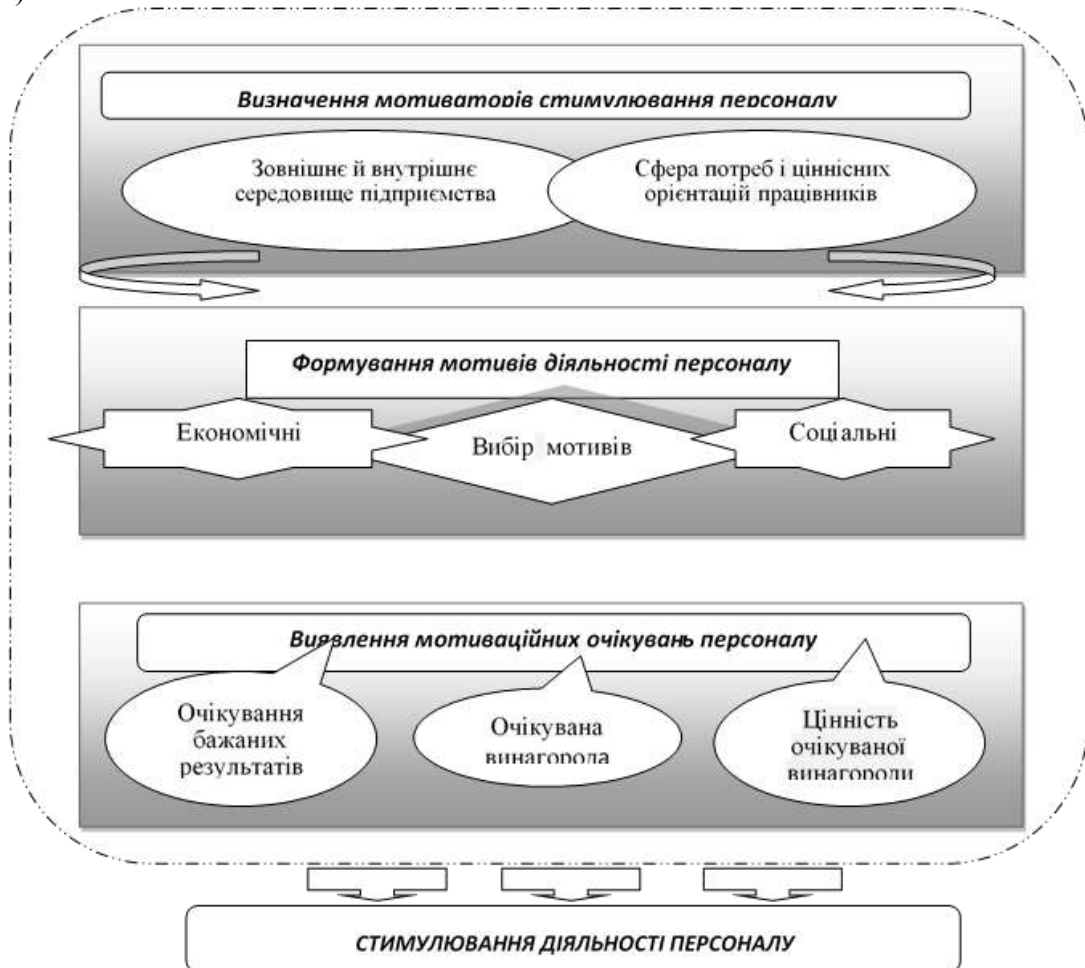 )
Визначення мотиваторів стимулювання персоналу
Зовнішнє й внутрішнє
середовище підприємства
Сфера потреб і ціннісних
орієнтацій працівників
Формування мотивів діяльності персоналу
Економічні
Вибір мотивів
Соціальні
Виявлення мотиваційних очікувань персоналу
Очікування
бажаних
результатів
Очікувана
винагорода
Цінність
очікуваної
винагороди
СТИМУЛЮВАННЯ ДІЯЛЬНОСТІ ПЕРСОНАЛУ